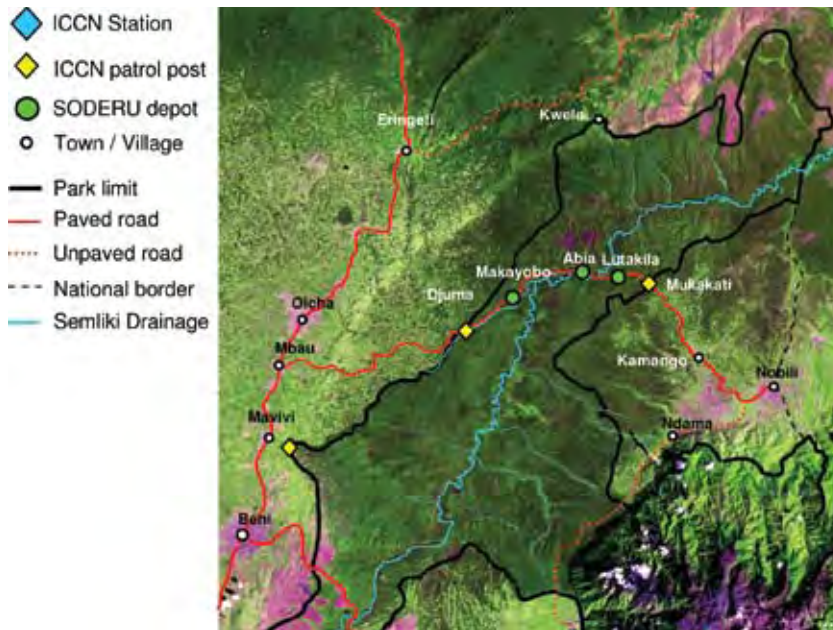 ICCN Station
ICCN patrol post
SODERU depot
Town / Village
Park limit
Paved road
Unpaved road
National border
Semliki Drainage
Eringeti
Kwele
Abia
Lutakila
Makayobo
Mukakati
Djuma
Oicha
Mbau
Kamango
Nobili
Mavivi
Ndama
Beni